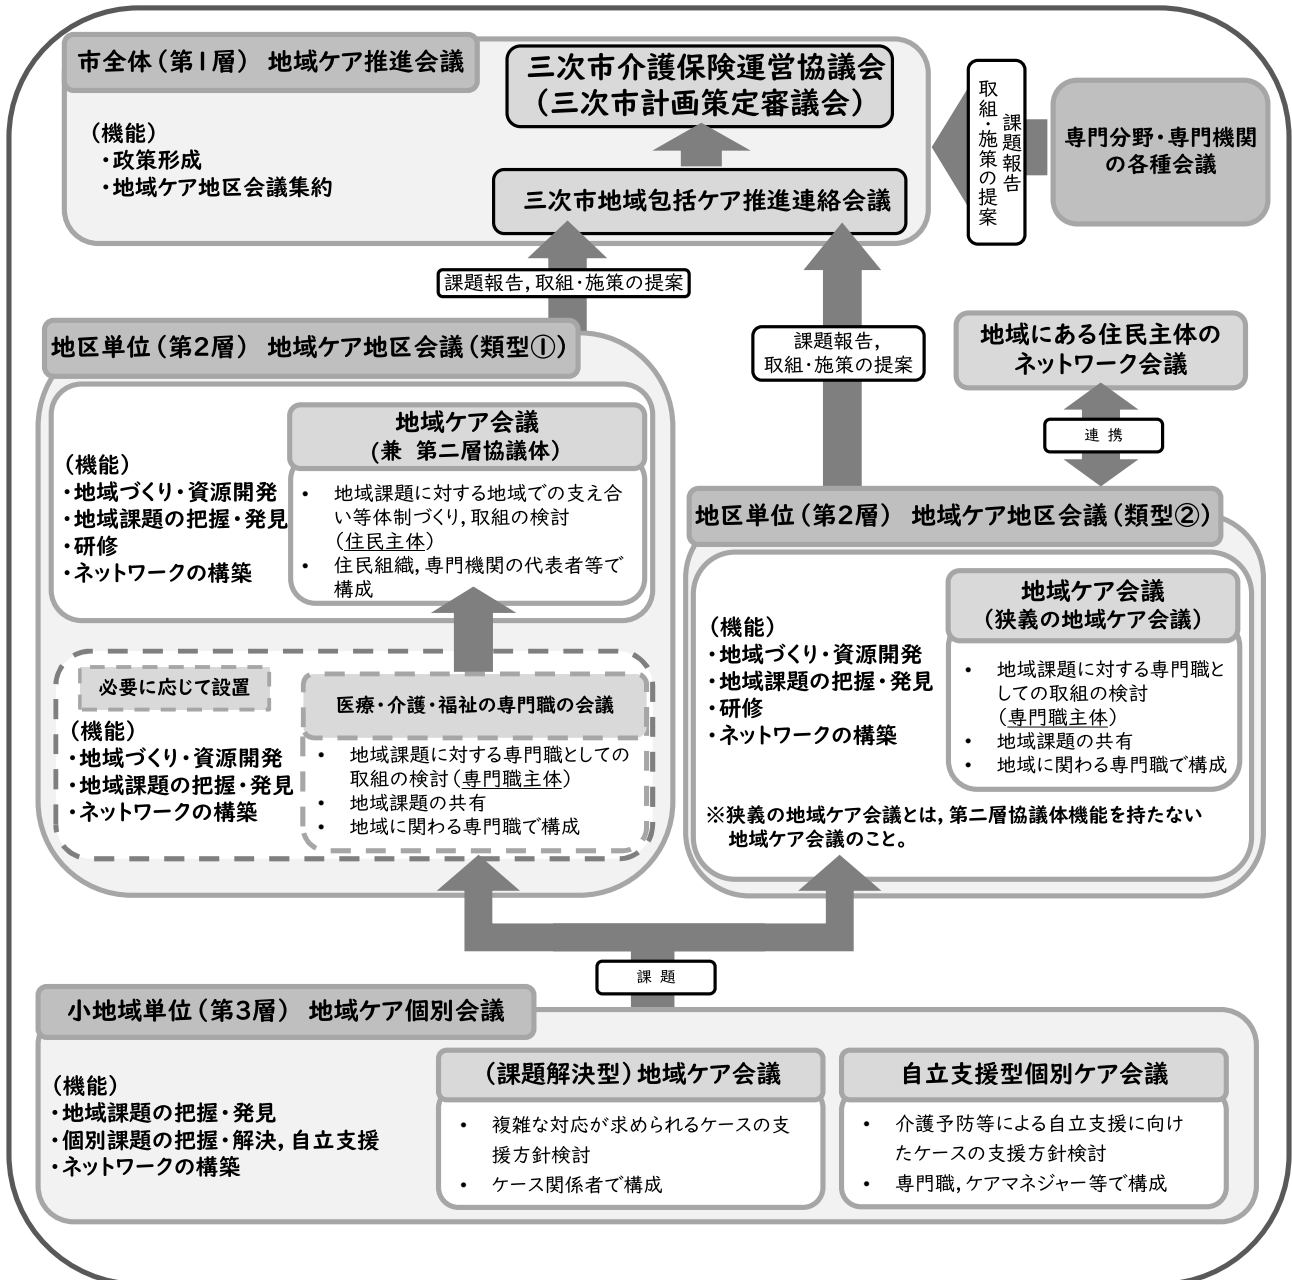 市全体（第1層）　地域ケア推進会議
三次市介護保険運営協議会
（三次市計画策定審議会）
（機能）
・政策形成
・地域ケア地区会議集約
三次市地域包括ケア推進連絡会議
課題報告
取組・施策の提案
専門分野・専門機関
の各種会議
課題報告，取組・施策の提案
課題報告，
取組・施策の提案
地域にある住民主体の
ネットワーク会議
連 携
地区単位（第2層）　地域ケア地区会議（類型①）
地域ケア会議
（兼　第二層協議体）
（機能）
・地域づくり・資源開発
・地域課題の把握・発見
・研修
・ネットワークの構築
• 地域課題に対する地域での支え合
い等体制づくり，取組の検討
（住民主体）
• 住民組織，専門機関の代表者等で
構成
必要に応じて設置
（機能）
・地域づくり・資源開発
・地域課題の把握・発見
・ネットワークの構築
医療・介護・福祉の専門職の会議
• 地域課題に対する専門職としての
取組の検討（専門職主体）
• 地域課題の共有
• 地域に関わる専門職で構成
地区単位（第2層）　地域ケア地区会議（類型②）
地域ケア会議
（狭義の地域ケア会議）
（機能）
・地域づくり・資源開発
・地域課題の把握・発見
・研修
・ネットワークの構築
• 地域課題に対する専門職と
しての取組の検討
（専門職主体）
• 地域課題の共有
• 地域に関わる専門職で構成
※狭義の地域ケア会議とは，第二層協議体機能を持たない
地域ケア会議のこと。
課 題
小地域単位（第3層）　地域ケア個別会議
（機能）
・地域課題の把握・発見
・個別課題の把握・解決，自立支援
・ネットワークの構築
（課題解決型）地域ケア会議
• 複雑な対応が求められるケースの支
援方針検討
• ケース関係者で構成
自立支援型個別ケア会議
• 介護予防等による自立支援に向け
たケースの支援方針検討
• 専門職，ケアマネジャー等で構成